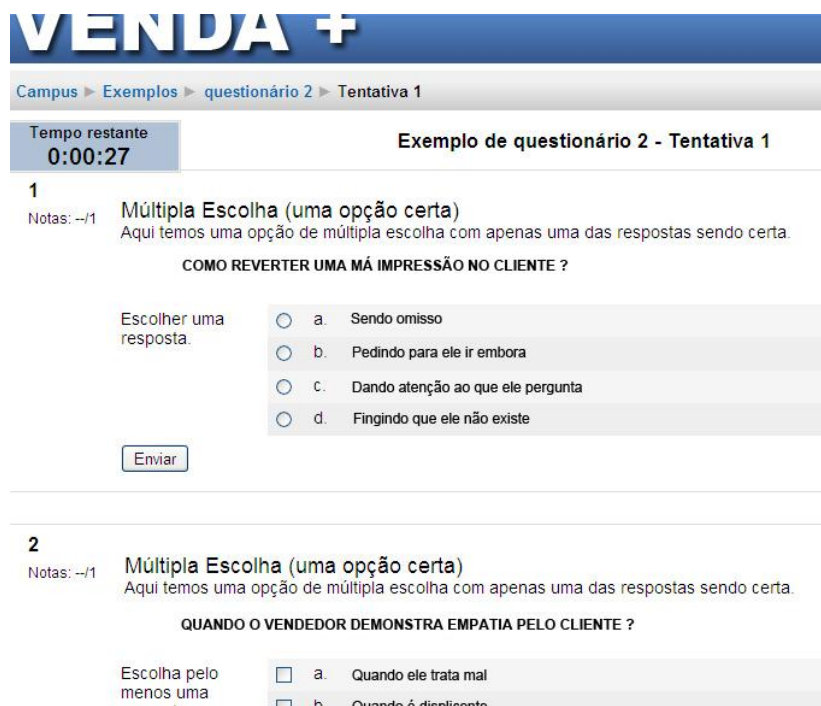 VENDA +
Campus ► Exemplos ► questionário 2 ► Tentativa 1
Tempo restante
0:00:27
Exemplo de questionário 2 - Tentativa 1
1
Notas: --/1
Múltipla Escolha (uma opção certa)
Aqui temos uma opção de múltipla escolha com apenas uma das respostas sendo certa.
COMO REVERTER UMA MÁ IMPRESSÃO NO CLIENTE ?
Escolher uma
resposta.
a. Sendo omisso
b. Pedindo para ele ir embora
c. Dando atenção ao que ele pergunta
d. Fingindo que ele não existe
Enviar
2
Notas: --/1
Múltipla Escolha (uma opção certa)
Aqui temos uma opção de múltipla escolha com apenas uma das respostas sendo certa.
QUANDO O VENDEDOR DEMONSTRA EMPATIA PELO CLIENTE ?
Escolha pelo
menos uma
a. Quando ele trata mal
b. Quando é displicente